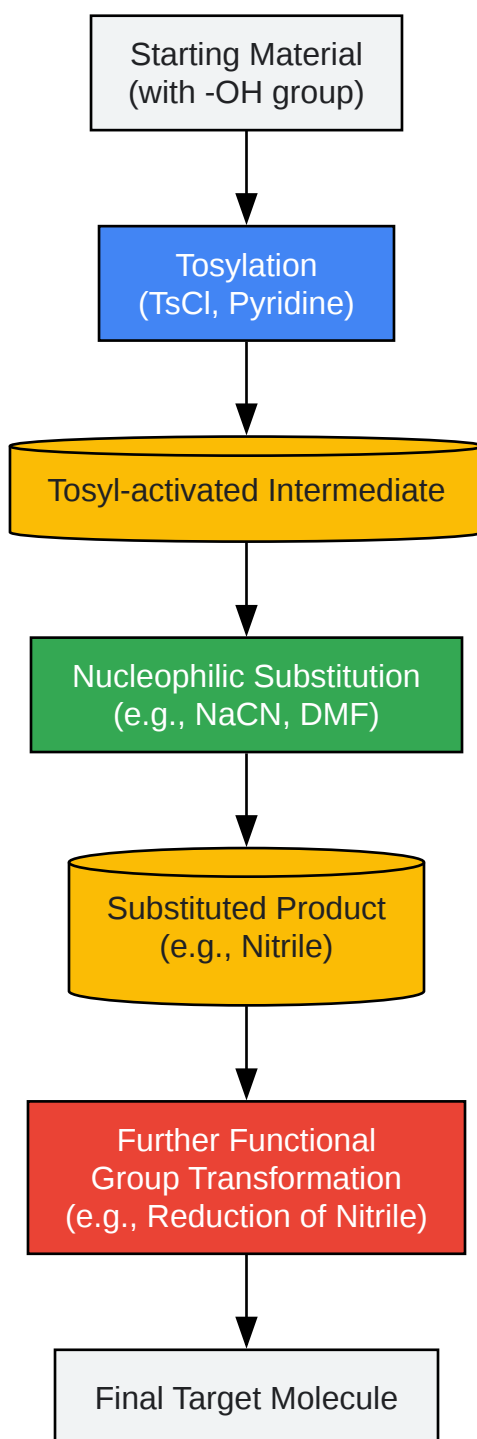 Starting Material
(with -OH group)
Tosylation
(TsCl, Pyridine)
Tosyl-activated Intermediate
Nucleophilic Substitution
(e.g., NaCN, DMF)
Substituted Product
(e.g., Nitrile)
Further Functional
Group Transformation
(e.g., Reduction of Nitrile)
Final Target Molecule